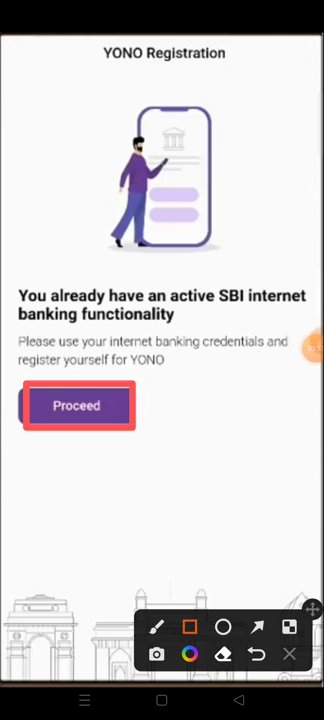 YONO Registration
You already have an active SBI internet
banking functionality
Please use your internet banking credentials and
register yourself for YONO
Proceed